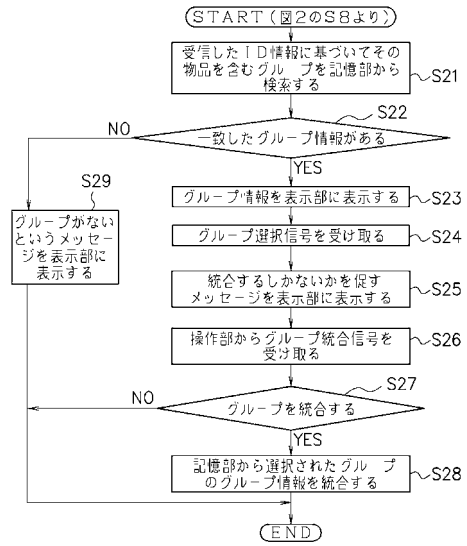 START(図2のS8より)
受信したID情報に基づいてその
物品を含むグループを記憶部から
検索する
S21
S22
一致したグループ情報がある
NO
YES
S29
グループがない
というメッセー
ジを表示部に
表示する
グループ情報を表示部に表示する
S23
グループ選択信号を受け取る
S24
統合するしかないかを促す
メッセージを表示部に表示する
S25
操作部からグループ統合信号を
受け取る
S26
S27
グループを統合する
NO
YES
記憶部から選択されたグループ
のグループ情報を統合する
S28
END